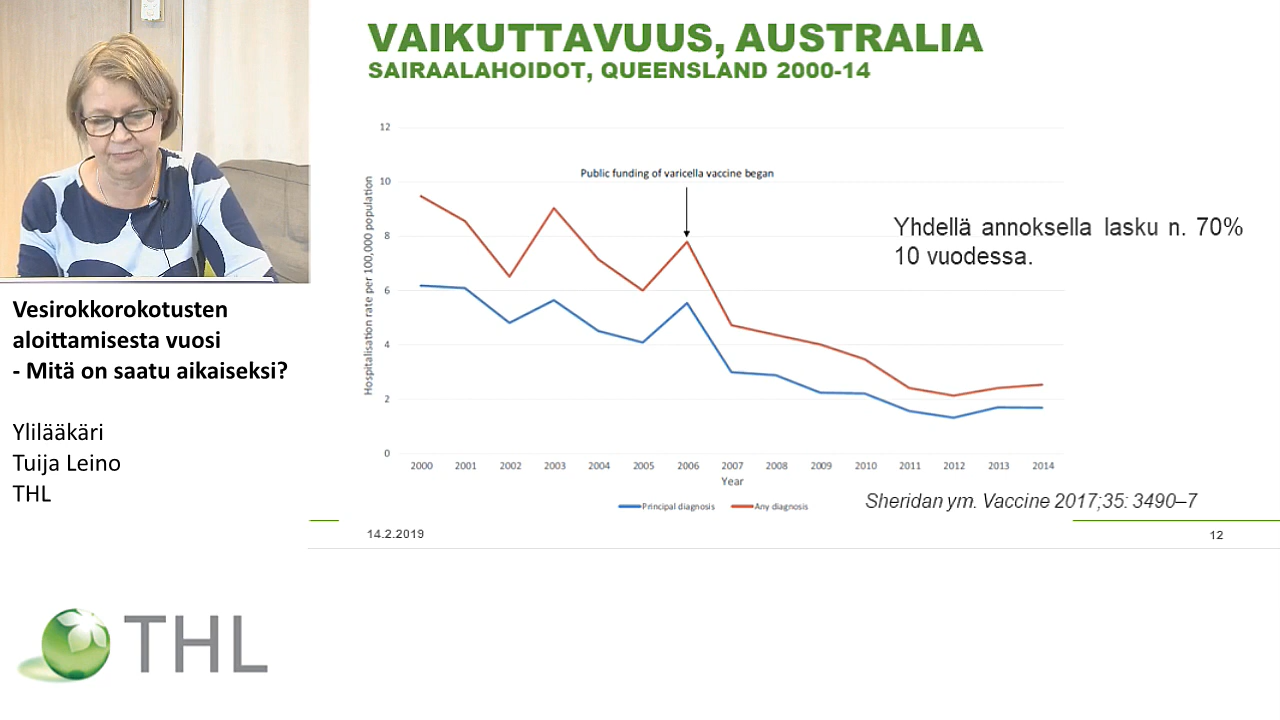 VAIKUTTAVUUS, AUSTRALIA
SAIRAALAHOIDOT, QUEENSLAND 2000-14
12
10
8
6
4
2
0
Hospitalisation rate per 100,000 population
Public funding of varicella vaccine began
2000 2001 2002 2003 2004 2005 2006 2007 2008 2009 2010 2011 2012 2013 2014
Year
Principal diagnosis Any diagnosis
Yhdellä annoksella lasku n. 70%
10 vuodessa.
Sheridan ym. Vaccine 2017;35: 3490–7
14.2.2019
12
Vesirokkorokotusten
aloittamisesta vuosi
- Mitä on saatu aikaiseksi?
Ylilääkäri
Tuija Leino
THL
THL